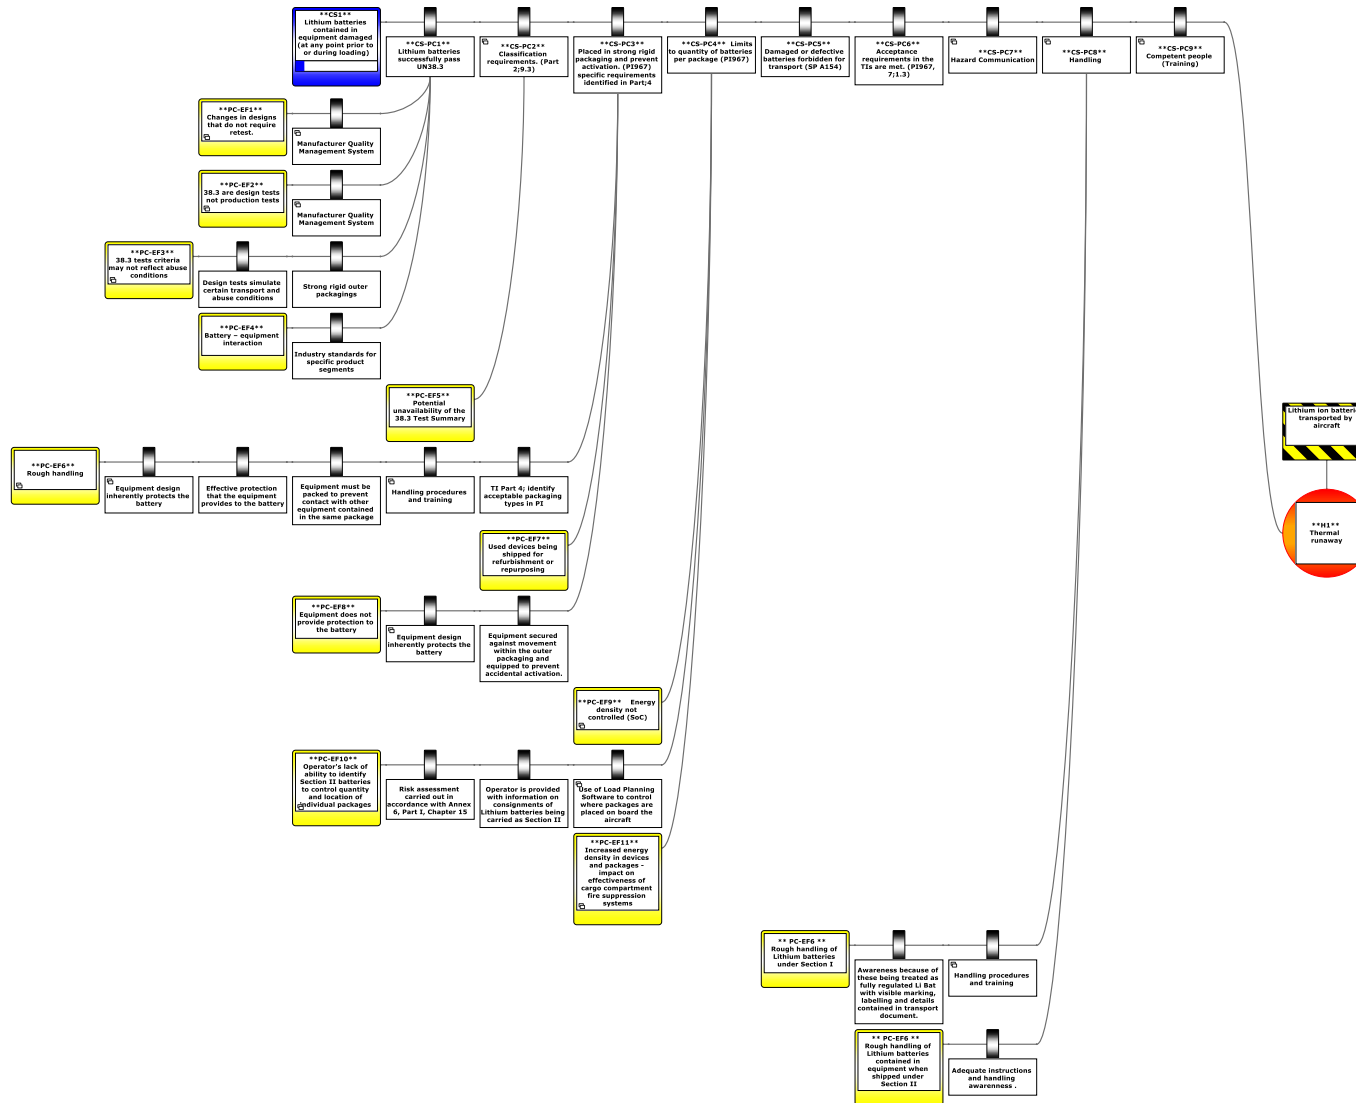 **CS1**
Lithium batteries
contained in
equipment damaged
(at any point prior to
or during loading)
**CS-PC1**
Lithium batteries
successfully pass
UN38.3
**CS-PC2**
Classification
requirements. (Part
2;9.3)
**CS-PC3**
Placed in strong rigid
packaging and prevent
activation. (PI967)
specific requirements
identified in Part;4
**CS-PC4** Limits
to quantity of batteries
per package (PI967)
**CS-PC5**
Damaged or defective
batteries forbidden for
transport (SP A154)
**CS-PC6**
Acceptance
requirements in the
TIs are met. (PI967,
7;1.3)
**CS-PC7**
Hazard Communication
**CS-PC8**
Handling
**CS-PC9**
Competent people
(Training)
**PC-EF1**
Changes in designs
that do not require
retest.
Manufacturer Quality
Management System
**PC-EF2**
38.3 are design tests
not production tests
Manufacturer Quality
Management System
**PC-EF3**
38.3 tests criteria
may not reflect abuse
conditions
Design tests simulate
certain transport and
abuse conditions
Strong rigid outer
packagings
**PC-EF4**
Battery – equipment
interaction
Industry standards for
specific product
segments
**PC-EF5**
Potential
unavailability of the
38.3 Test Summary
Lithium ion batteries
transported by
aircraft
**H1**
Thermal
runaway
**PC-EF6**
Rough handling
Equipment design
inherently protects the
battery
Effective protection
that the equipment
provides to the battery
Equipment must be
packed to prevent
contact with other
equipment contained
in the same package
Handling procedures
and training
TI Part 4; identify
acceptable packaging
types in PI
**PC-EF7**
Used devices being
shipped for
refurbishment or
repurposing
**PC-EF8**
Equipment does not
provide protection to
the battery
Equipment design
inherently protects the
battery
Equipment secured
against movement
within the outer
packaging and
equipped to prevent
accidental activation.
**PC-EF9** Energy
density not
controlled (SoC)
**PC-EF10**
Operator's lack of
ability to identify
Section II batteries
to control quantity
and location of
individual packages
Risk assessment
carried out in
accordance with Annex
6, Part I, Chapter 15
Operator is provided
with information on
consignments of
Lithium batteries being
carried as Section II
Use of Load Planning
Software to control
where packages are
placed on board the
aircraft
**PC-EF11**
Increased energy
density in devices
and packages -
impact on
effectiveness of
cargo compartment
fire suppression
systems
** PC-EF6 **
Rough handling of
Lithium batteries
under Section I
Awareness because of
these being treated as
fully regulated Li Bat
with visible marking,
labelling and details
contained in transport
document.
Handling procedures
and training
** PC-EF6 **
Rough handling of
Lithium batteries
contained in
equipment when
shipped under
Section II
Adequate instructions
and handling
awarenness .